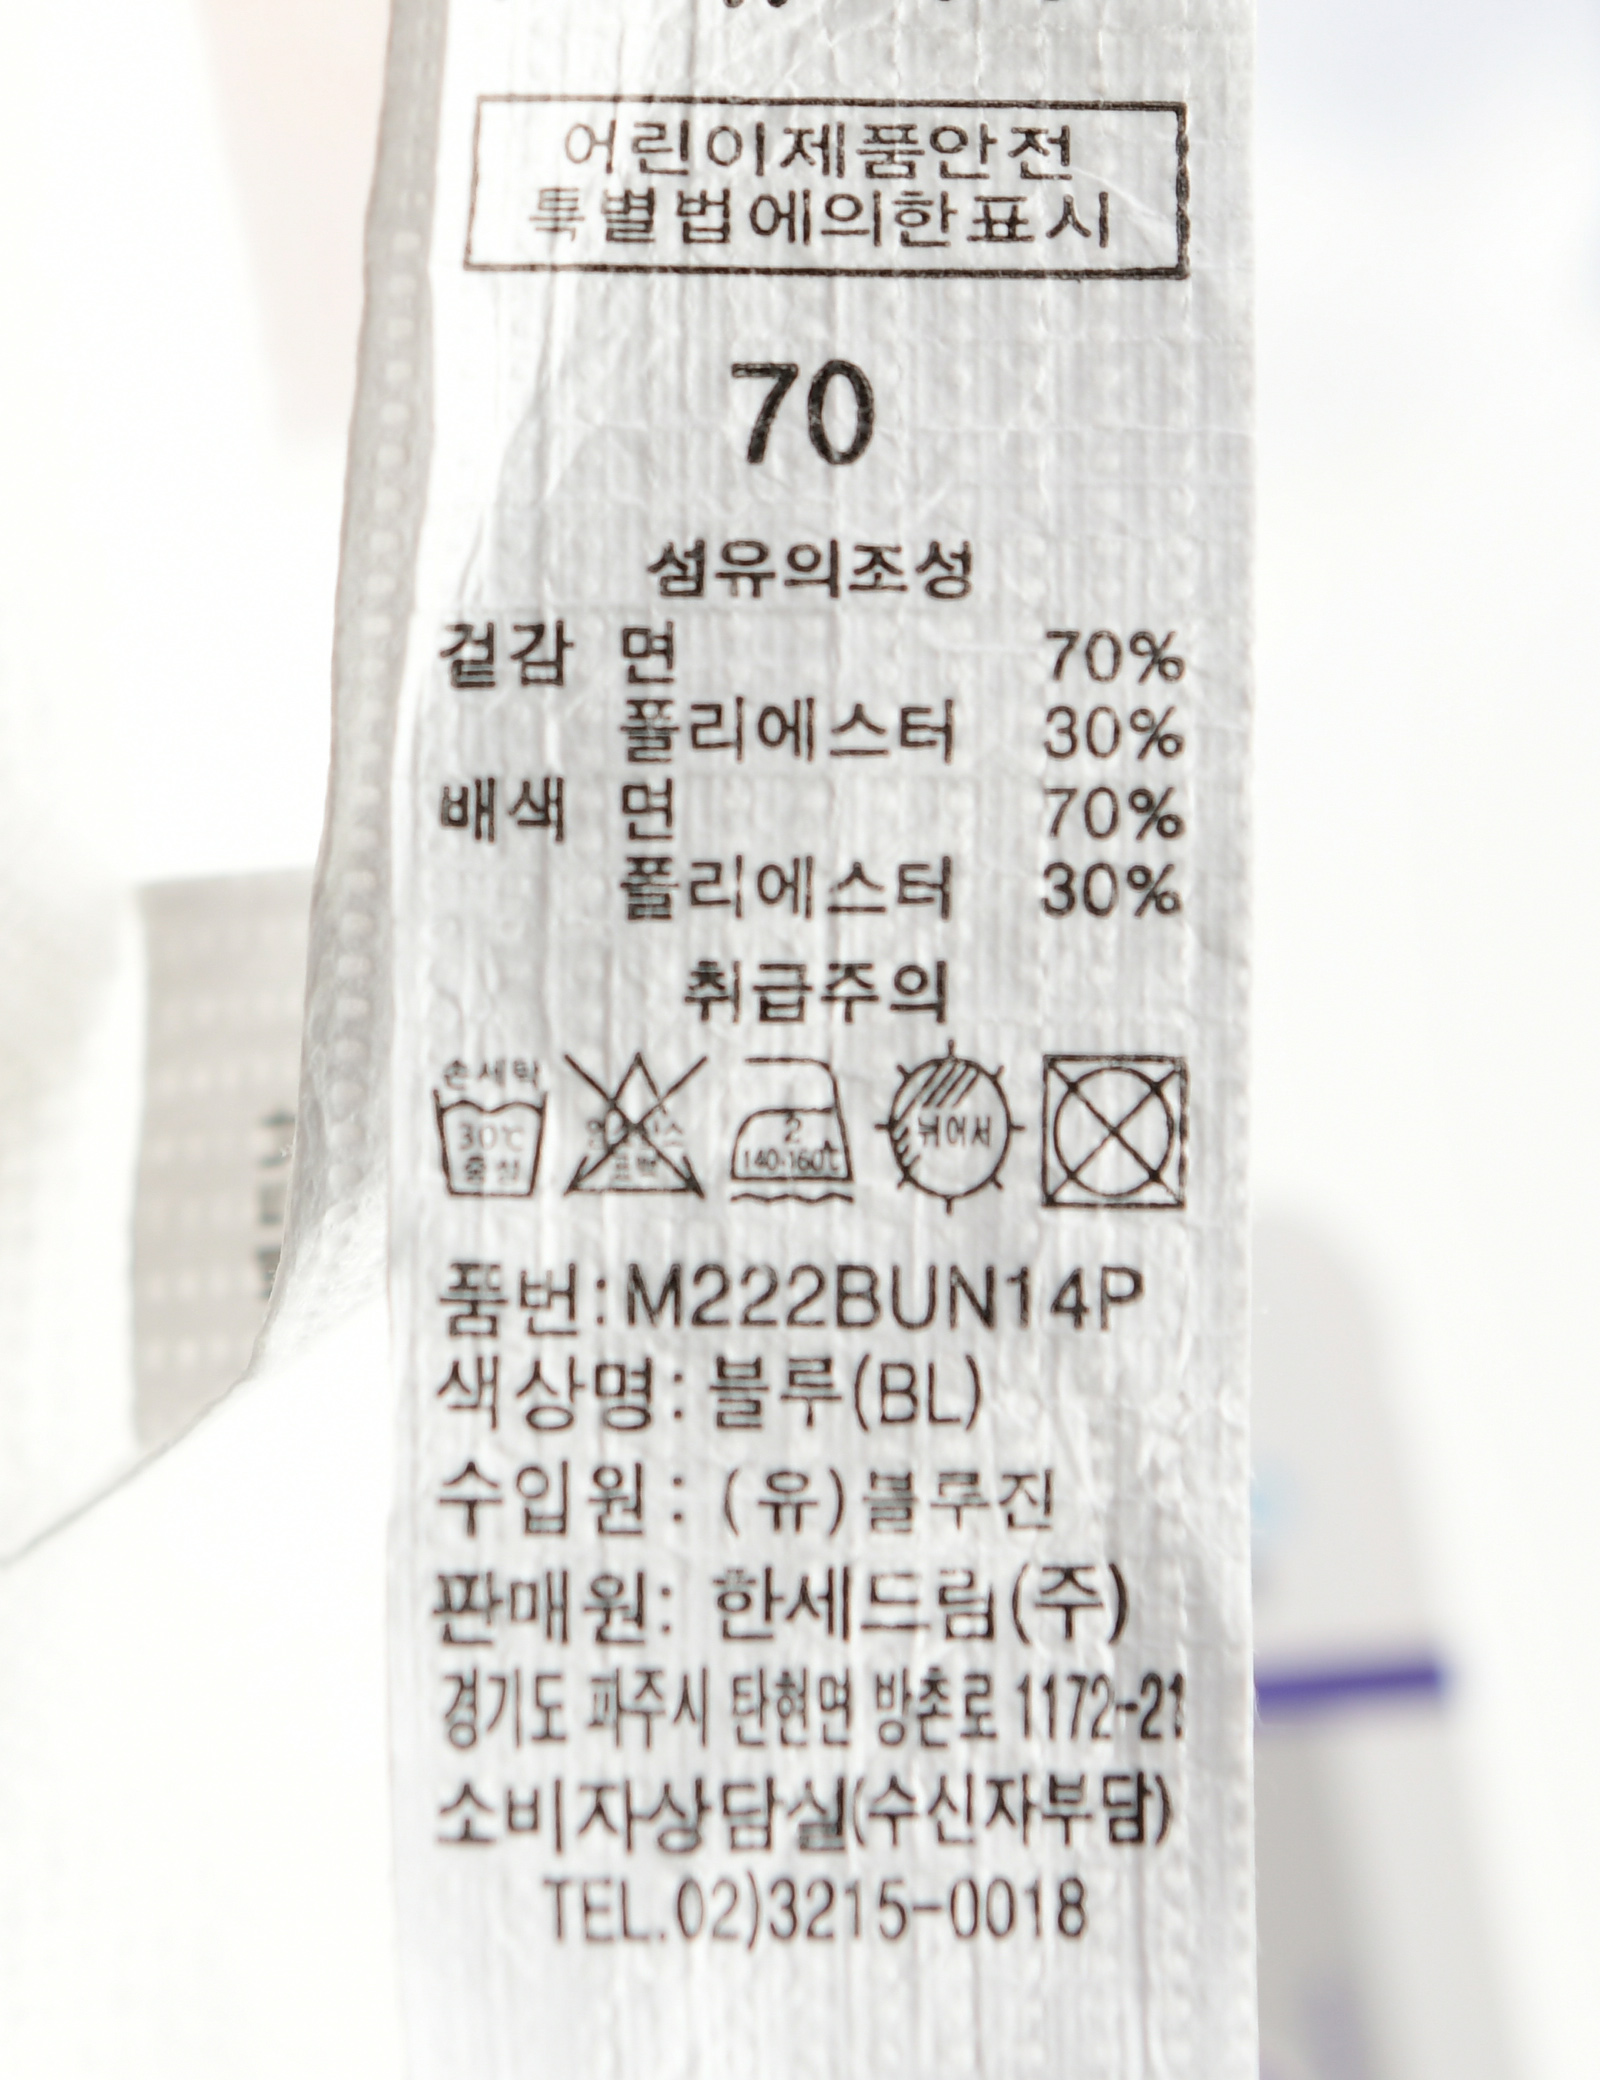 어린이제품안전
특별법에의한표시
70
섬유의조성
겉감 면 70%
폴리에스터 30%
배색 면 70%
폴리에스터 30%
취급주의
손세탁
30℃
중성
2
140-160℃
뉘어서
품번:M222BUN14P
색상명: 블루(BL)
수입원: (유)블루진
판매원: 한세드림(주)
경기도 파주시 탄현면 방촌로 1172-21
소비자상담실(수신자부담)
TEL.02)3215-0018